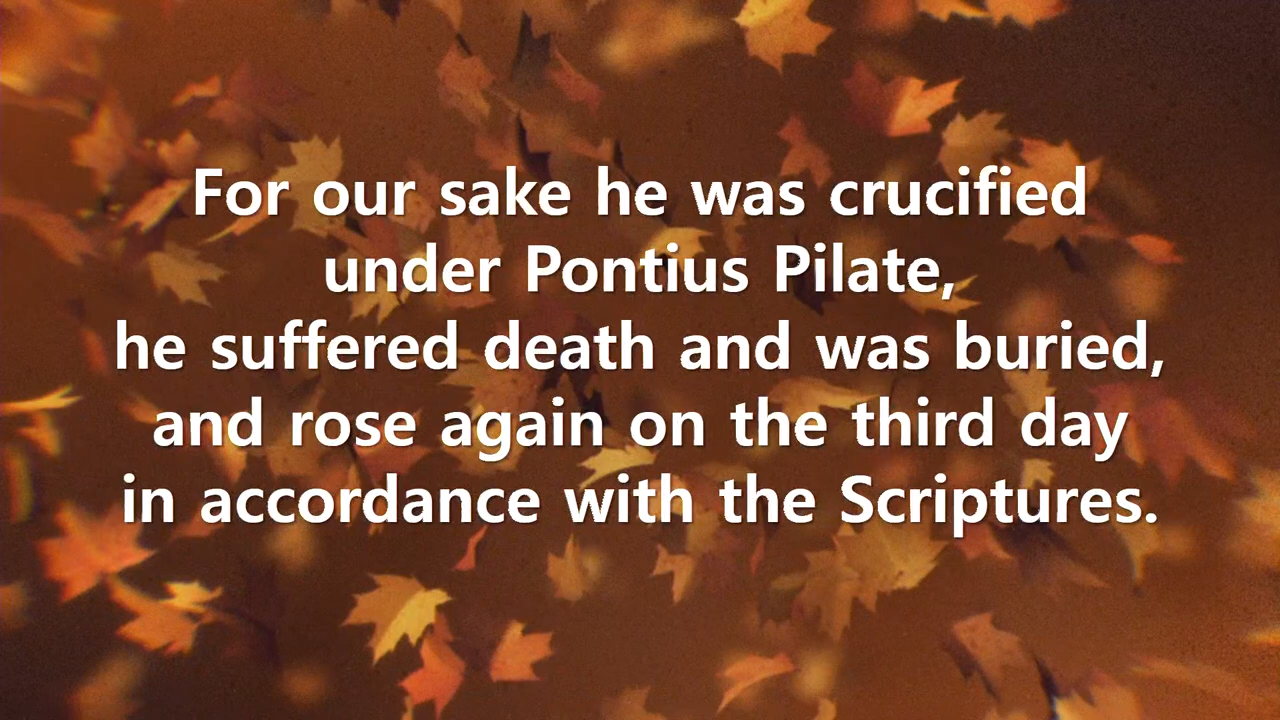 For our sake he was crucified
under Pontius Pilate,
he suffered death and was buried,
and rose again on the third day
in accordance with the Scriptures.